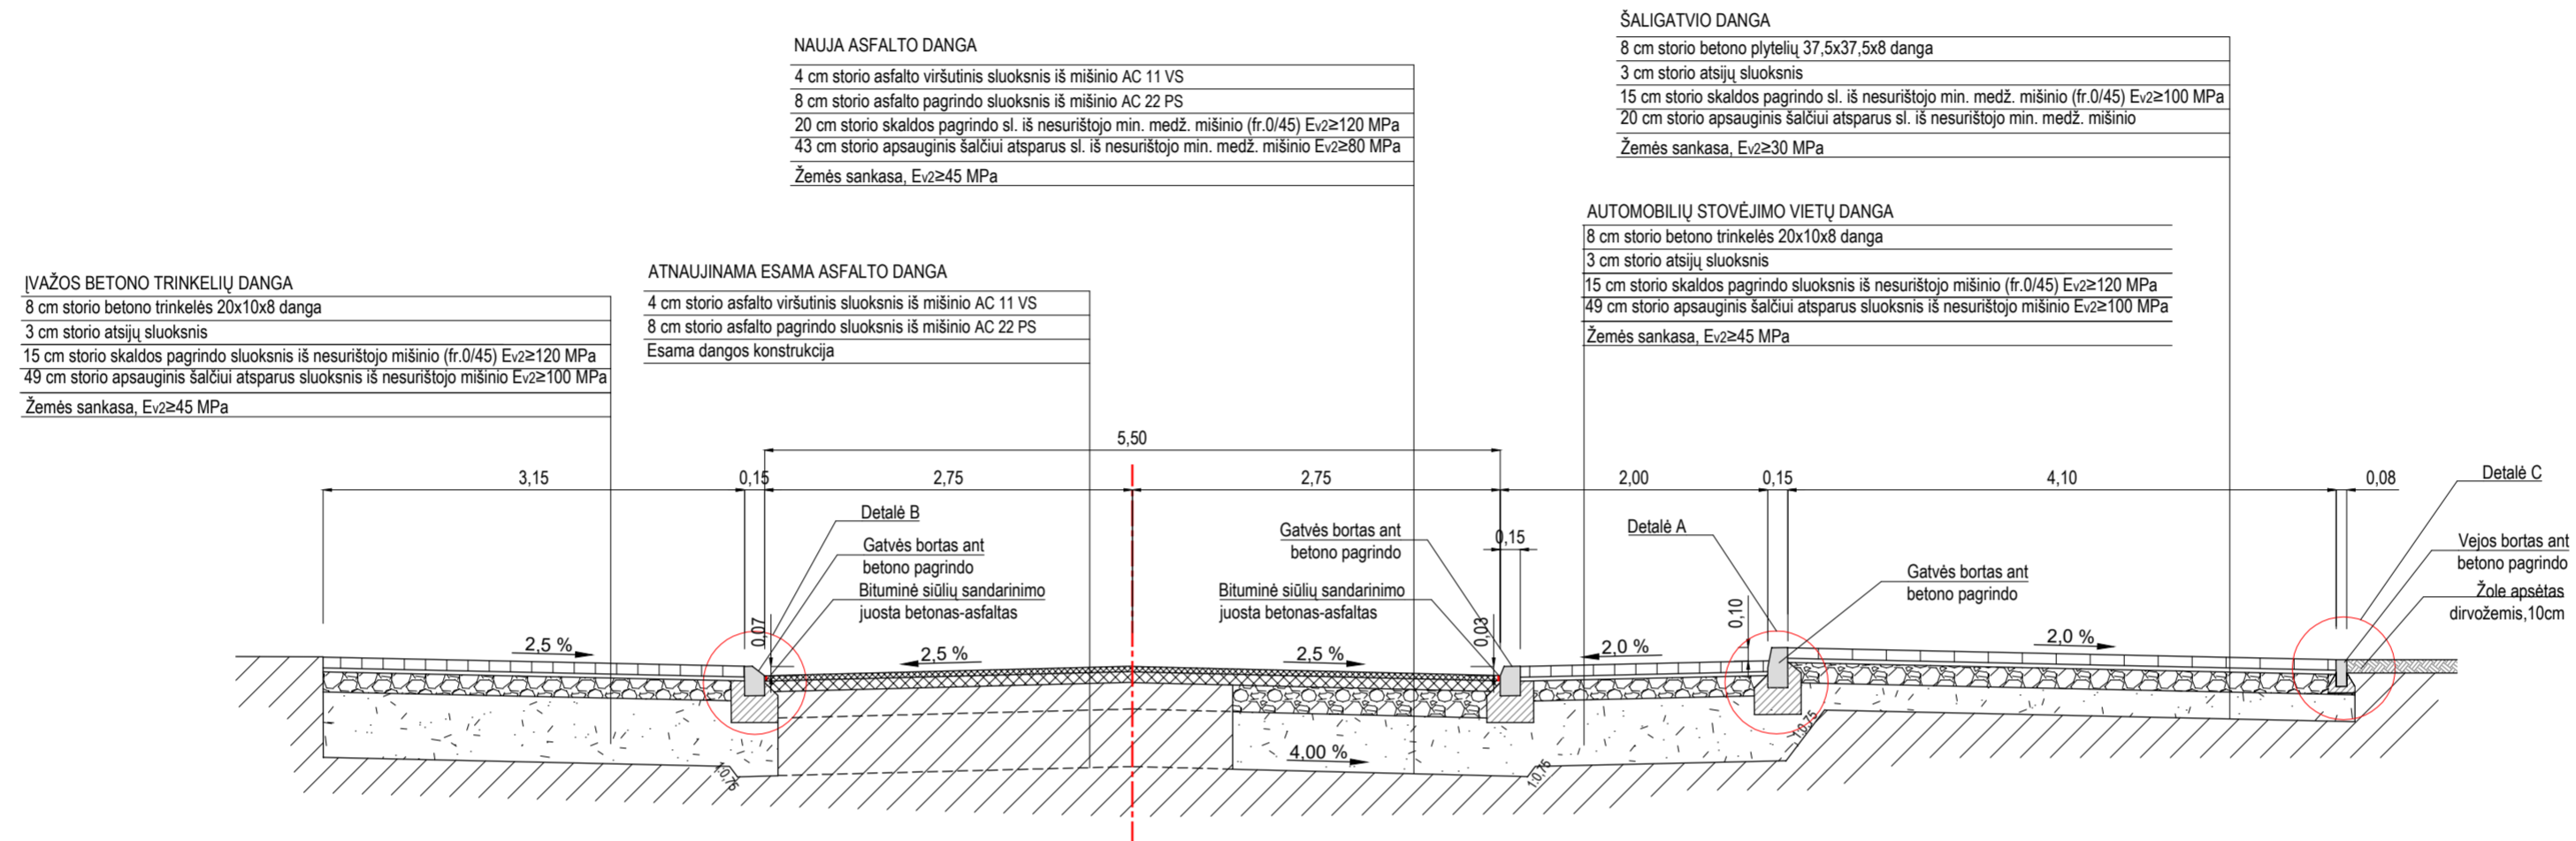 ŠALIGATVIO DANGA
8 cm storio betono plytelių 37,5x37,5x8 danga
3 cm storio atsijų sluoksnis
15 cm storio skaldos pagrindo sl. iš nesurištojo min. medž. mišinio (fr.0/45) Ev2≥100 MPa
20 cm storio apsauginis šalčiui atsparus sl. iš nesurištojo min. medž. mišinio
Žemės sankasa, Ev2≥30 MPa
NAUJA ASFALTO DANGA
4 cm storio asfalto viršutinis sluoksnis iš mišinio AC 11 VS
8 cm storio asfalto pagrindo sluoksnis iš mišinio AC 22 PS
20 cm storio skaldos pagrindo sl. iš nesurištojo min. medž. mišinio (fr.0/45) Ev2≥120 MPa
43 cm storio apsauginis šalčiui atsparus sl. iš nesurištojo min. medž. mišinio Ev2≥80 MPa
Žemės sankasa, Ev2≥45 MPa
AUTOMOBILIŲ STOVĖJIMO VIETŲ DANGA
8 cm storio betono trinkelės 20x10x8 danga
3 cm storio atsijų sluoksnis
15 cm storio skaldos pagrindo sluoksnis iš nesurištojo mišinio (fr.0/45) Ev2≥120 MPa
49 cm storio apsauginis šalčiui atsparus sluoksnis iš nesurištojo mišinio Ev2≥100 MPa
Žemės sankasa, Ev2≥45 MPa
ATNAUJINAMA ESAMA ASFALTO DANGA
4 cm storio asfalto viršutinis sluoksnis iš mišinio AC 11 VS
8 cm storio asfalto pagrindo sluoksnis iš mišinio AC 22 PS
Esama dangos konstrukcija
ĮVAŽOS BETONO TRINKELIŲ DANGA
8 cm storio betono trinkelės 20x10x8 danga
3 cm storio atsijų sluoksnis
15 cm storio skaldos pagrindo sluoksnis iš nesurištojo mišinio (fr.0/45) Ev2≥120 MPa
49 cm storio apsauginis šalčiui atsparus sluoksnis iš nesurištojo mišinio Ev2≥100 MPa
Žemės sankasa, Ev2≥45 MPa
5,50
3,15
0,15
2,75
2,75
2,00
0,15
4,10
0,08
Detalė C
Detalė B
Gatvės bortas ant
betono pagrindo
Bituminė siūlių sandarinimo
juosta betonas-asfaltas
Gatvės bortas ant
betono pagrindo
0,15
Bituminė siūlių sandarinimo
juosta betonas-asfaltas
Detalė A
Gatvės bortas ant
betono pagrindo
Vejos bortas ant
betono pagrindo
Žole apsėtas
dirvožemis,10cm
0,07
0,03
0,10
2,5 %
2,5 %
2,5 %
2,0 %
2,0 %
4,00 %
1:0.75
1:0.75
1:0.75